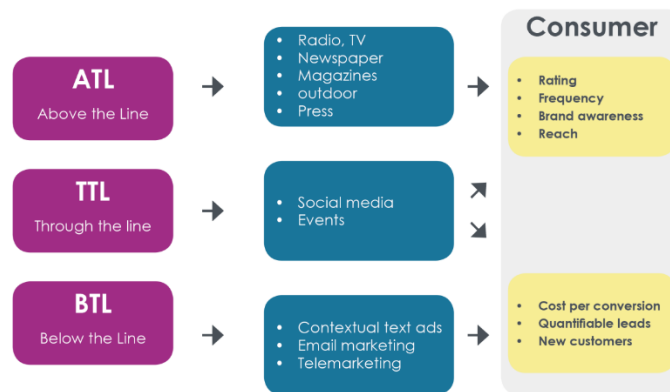 Consumer
ATL
Above the Line
• Radio, TV
• Newspaper
• Magazines
• outdoor
• Press
• Rating
• Frequency
• Brand awareness
• Reach
TTL
Through the line
• Social media
• Events
BTL
Below the Line
• Contextual text ads
• Email marketing
• Telemarketing
• Cost per conversion
• Quantifiable leads
• New customers